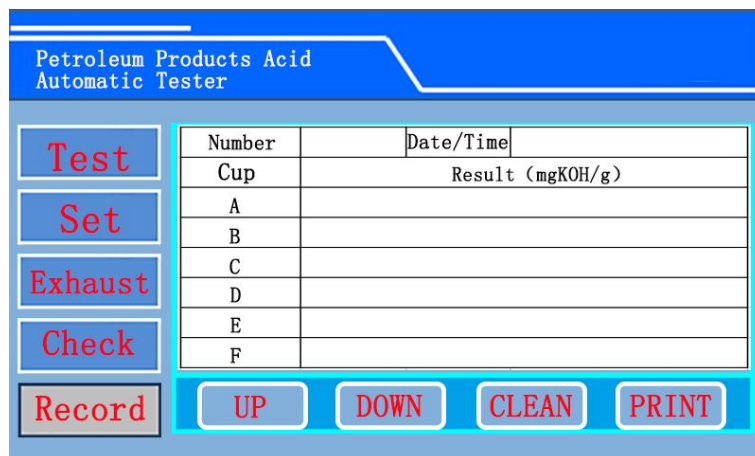 Petroleum Products Acid
Automatic Tester
Test
Set
Exhaust
Check
Record
Number Date/Time
Cup Result (mgKOH/g)
A
B
C
D
E
F
UP DOWN CLEAN PRINT